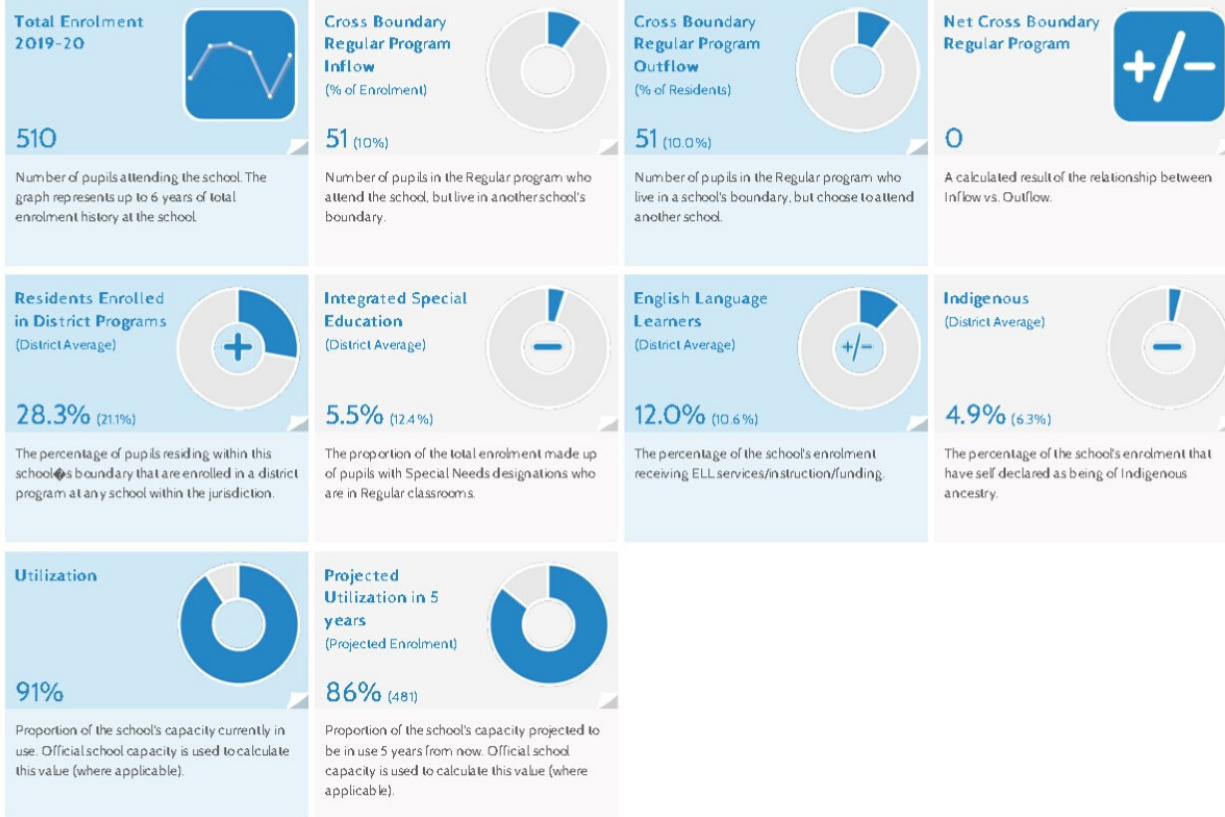 Total Enrolment
2019-20
510
Number of pupils attending the school. The
graph represents up to 6 years of total
enrolment history at the school.
Cross Boundary
Regular Program
Inflow
(% of Enrolment)
51 (10%)
Number of pupils in the Regular program who
attend the school, but live in another school's
boundary.
Cross Boundary
Regular Program
Outflow
(% of Residents)
51 (10.0%)
Number of pupils in the Regular program who
live in a school's boundary, but choose to attend
another school.
Net Cross Boundary
Regular Program
+/-
0
A calculated result of the relationship between
Inflow vs. Outflow.
Residents Enrolled
in District Programs
(District Average)
+
28.3% (21.1%)
The percentage of pupils residing within this
school�s boundary that are enrolled in a district
program at any school within the jurisdiction.
Integrated Special
Education
(District Average)
-
5.5% (12.4%)
The proportion of the total enrolment made up
of pupils with Special Needs designations who
are in Regular classrooms.
English Language
Learners
(District Average)
+/-
12.0% (10.6%)
The percentage of the school's enrolment
receiving ELL services/instruction/funding.
Indigenous
(District Average)
-
4.9% (6.3%)
The percentage of the school's enrolment that
have self declared as being of Indigenous
ancestry.
Utilization
91%
Proportion of the school's capacity currently in
use. Official school capacity is used to calculate
this value (where applicable).
Projected
Utilization in 5
years
(Projected Enrolment)
86% (481)
Proportion of the school's capacity projected to
be in use 5 years from now. Official school
capacity is used to calculate this value (where
applicable).